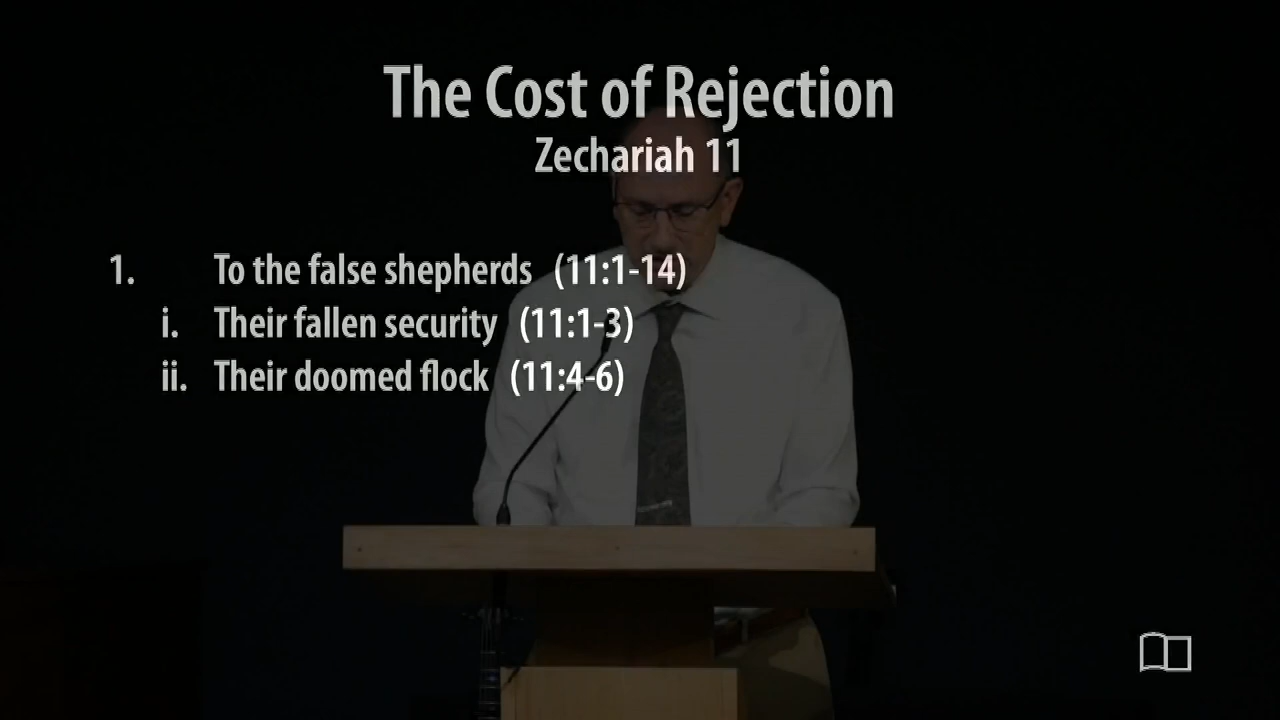 The Cost of Rejection
Zechariah 11
1. To the false shepherds (11:1-14)
i. Their fallen security (11:1-3)
ii. Their doomed flock (11:4-6)